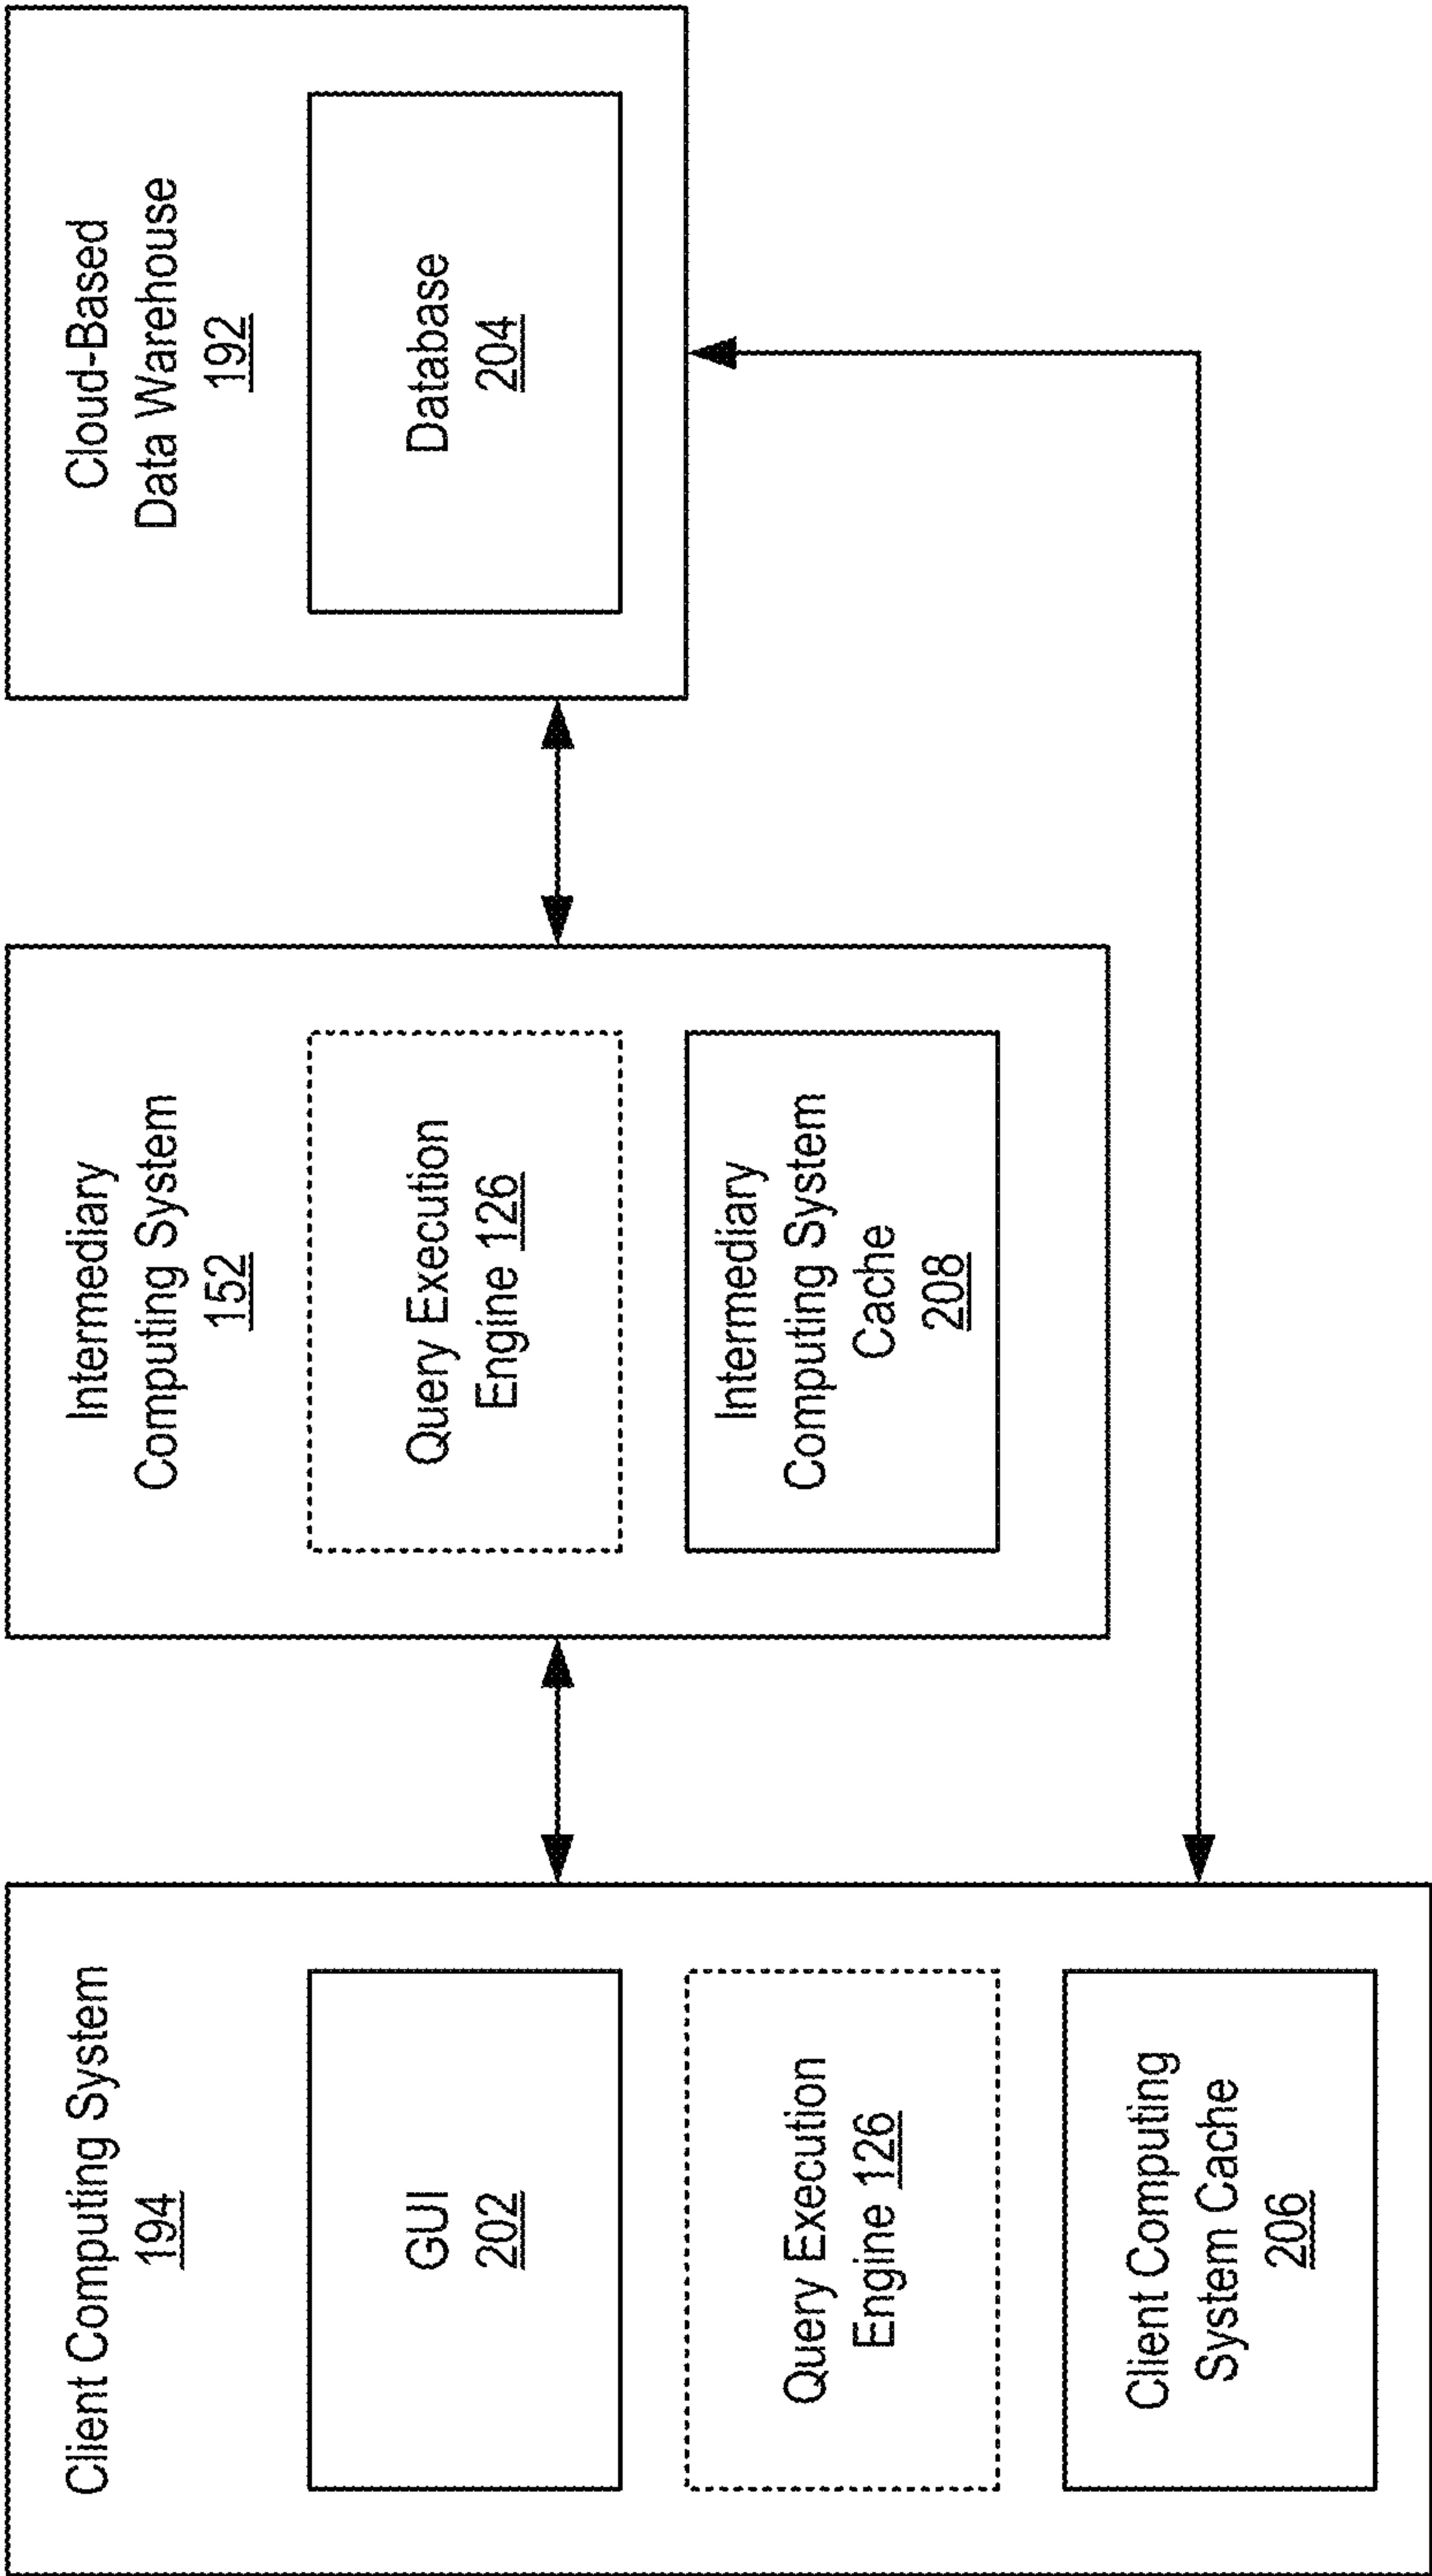 Client Computing System
194
GUI
202
Query Execution
Engine 126
Client Computing
System Cache
206
Intermediary
Computing System
152
Query Execution
Engine 126
Intermediary
Computing System
Cache
208
Cloud-Based
Data Warehouse
192
Database
204